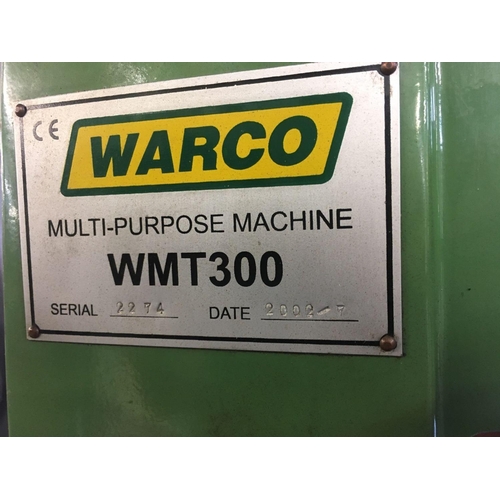 CE
WARCO
MULTI-PURPOSE MACHINE
WMT300
SERIAL 2274 DATE 2002-7